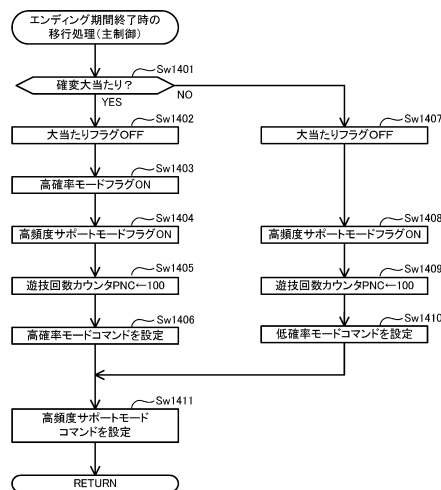 エンディング期間終了時の
移行処理(主制御)
Sw1401
確変大当たり?
YES
NO
Sw1402
大当たりフラグOFF
Sw1403
高確率モードフラグON
Sw1404
高頻度サポートモードフラグON
Sw1405
遊技回数カウンタPNC←100
Sw1406
高確率モードコマンドを設定
Sw1407
大当たりフラグOFF
Sw1408
高頻度サポートモードフラグON
Sw1409
遊技回数カウンタPNC←100
Sw1410
低確率モードコマンドを設定
Sw1411
高頻度サポートモード
コマンドを設定
RETURN